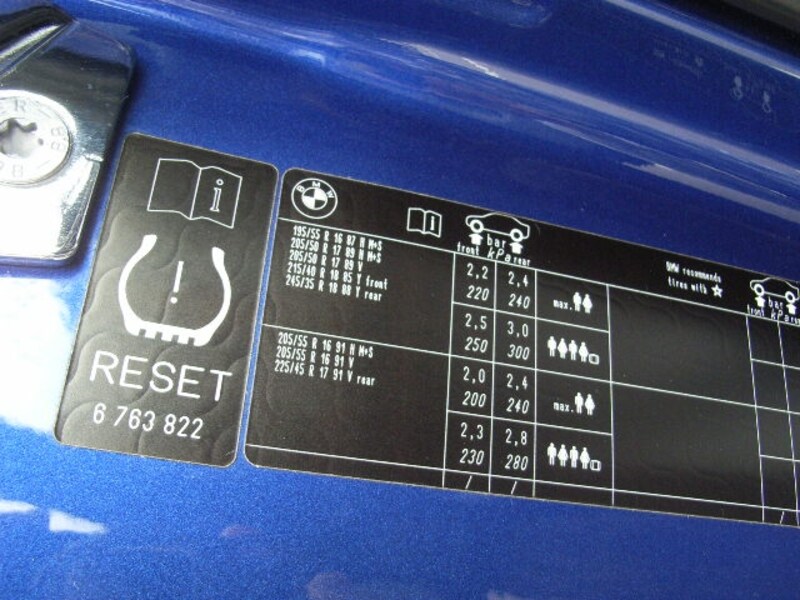 RESET
6 763 822
BMW
195/55 R 16 87 H M+S
205/50 R 17 89 H M+S
205/50 R 17 89 V
215/40 R 18 85 Y front
245/35 R 18 88 Y rear
bar
front kPa rear
2,2 2,4
220 240
max.
2,5 3,0
250 300
205/55 R 16 91 H M+S
205/55 R 16 91 V
225/45 R 17 91 V rear
2,0 2,4
200 240
max.
2,3 2,8
230 280
/ /
BMW recommends
tires with ☆
bar
front kPa
/